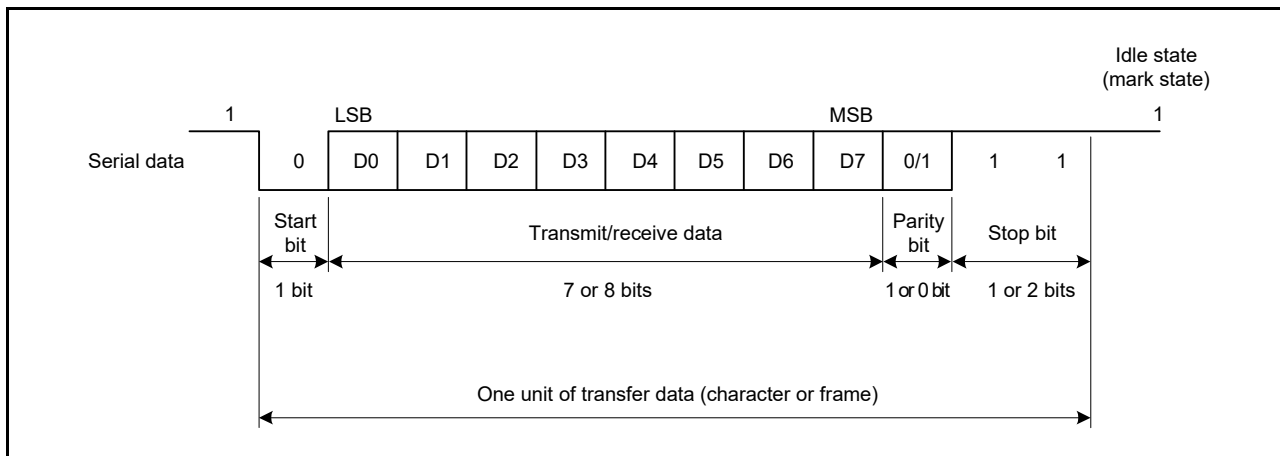 Idle state
(mark state)
1 LSB MSB 1
Serial data 0 D0 D1 D2 D3 D4 D5 D6 D7 0/1 1 1
Start
bit
Transmit/receive data
Parity
bit
Stop bit
1 bit 7 or 8 bits 1 or 0 bit 1 or 2 bits
One unit of transfer data (character or frame)